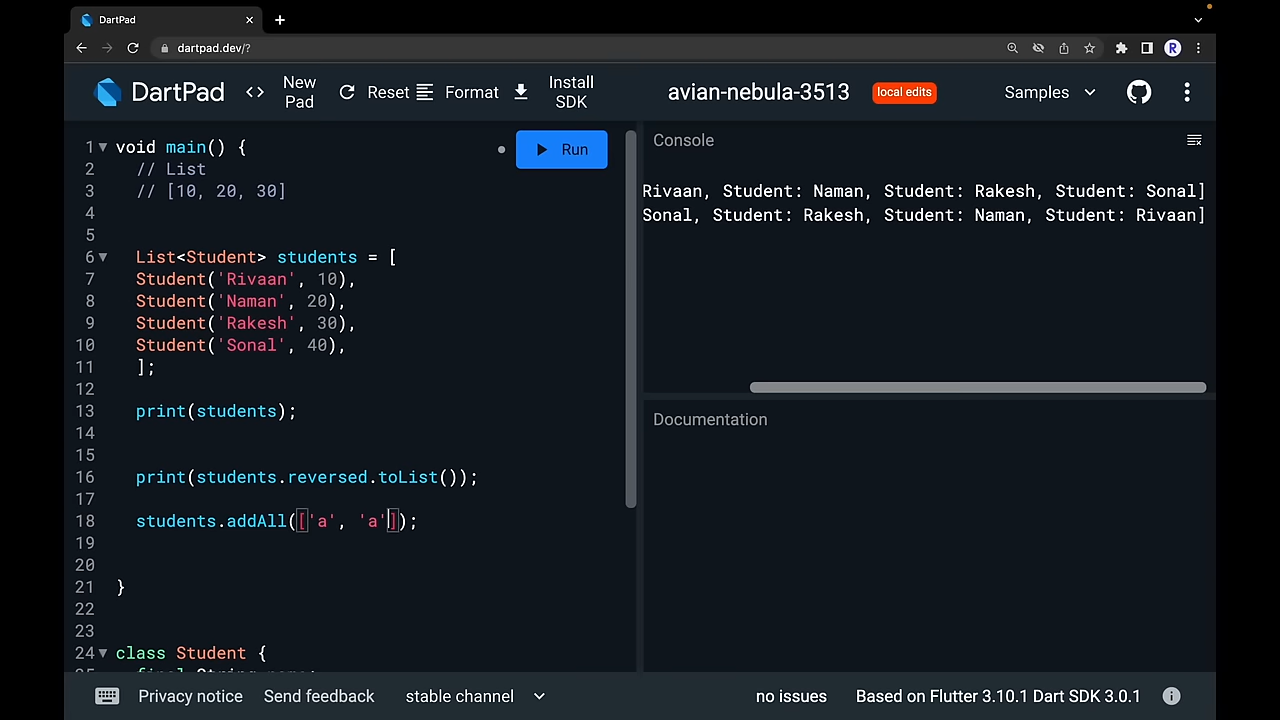 DartPad
dartpad.dev/?
R
DartPad
<> New Pad
Reset
Format
Install SDK
avian-nebula-3513
local edits
Samples
1 void main() {
2 // List
3 // [10, 20, 30]
4
5
6 List<Student> students = [
7 Student('Rivaan', 10),
8 Student('Naman', 20),
9 Student('Rakesh', 30),
10 Student('Sonal', 40),
11 ];
12
13 print(students);
14
15
16 print(students.reversed.toList());
17
18 students.addAll(['a', 'a']);
19
20
21 }
22
23
24 class Student {
Run
Console
Rivaan, Student: Naman, Student: Rakesh, Student: Sonal]
Sonal, Student: Rakesh, Student: Naman, Student: Rivaan]
Documentation
Privacy notice
Send feedback
stable channel
no issues
Based on Flutter 3.10.1 Dart SDK 3.0.1